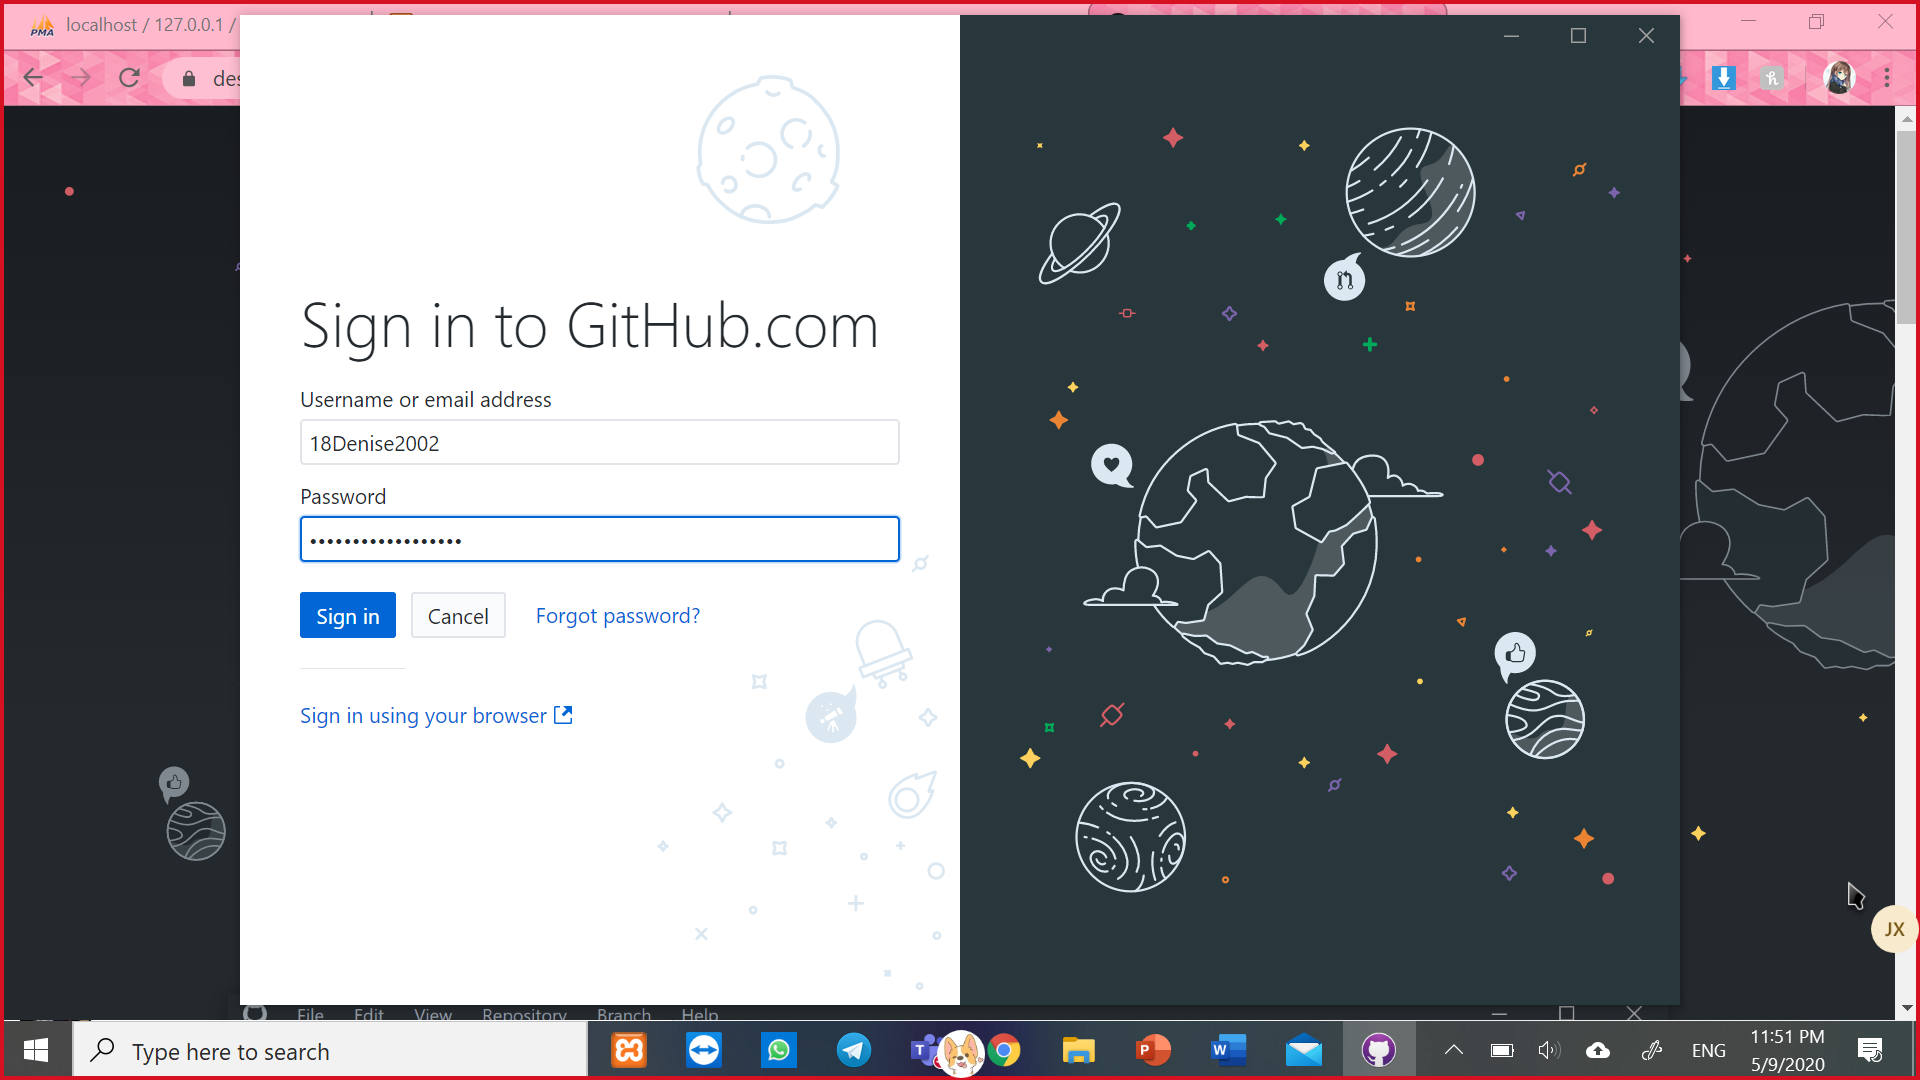 PMA localhost / 127.0.0.1 /
des
Sign in to GitHub.com
Username or email address
18Denise2002
Password
••••••••••••••••••
Sign in Cancel Forgot password?
Sign in using your browser
JX
File Edit View Repository Branch Help
Type here to search
ENG
11:51 PM
5/9/2020